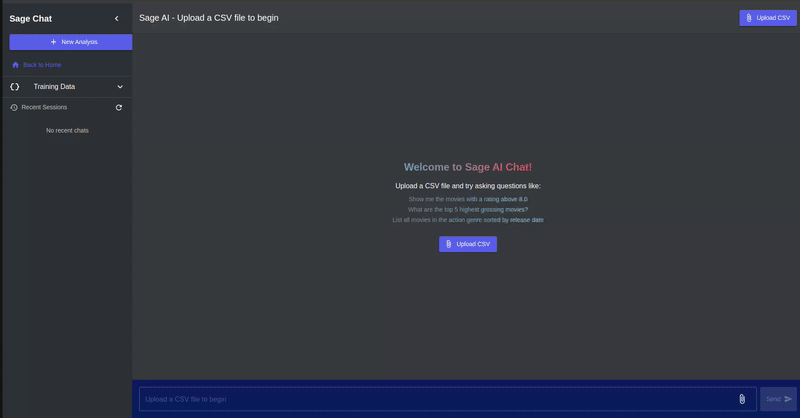 Sage Chat
New Analysis
Back to Home
Training Data
Recent Sessions
No recent chats
Sage AI - Upload a CSV file to begin
Upload CSV
Welcome to Sage AI Chat!
Upload a CSV file and try asking questions like:
Show me the movies with a rating above 8.0
What are the top 5 highest grossing movies?
List all movies in the action genre sorted by release date
Upload CSV
Upload a CSV file to begin
Send